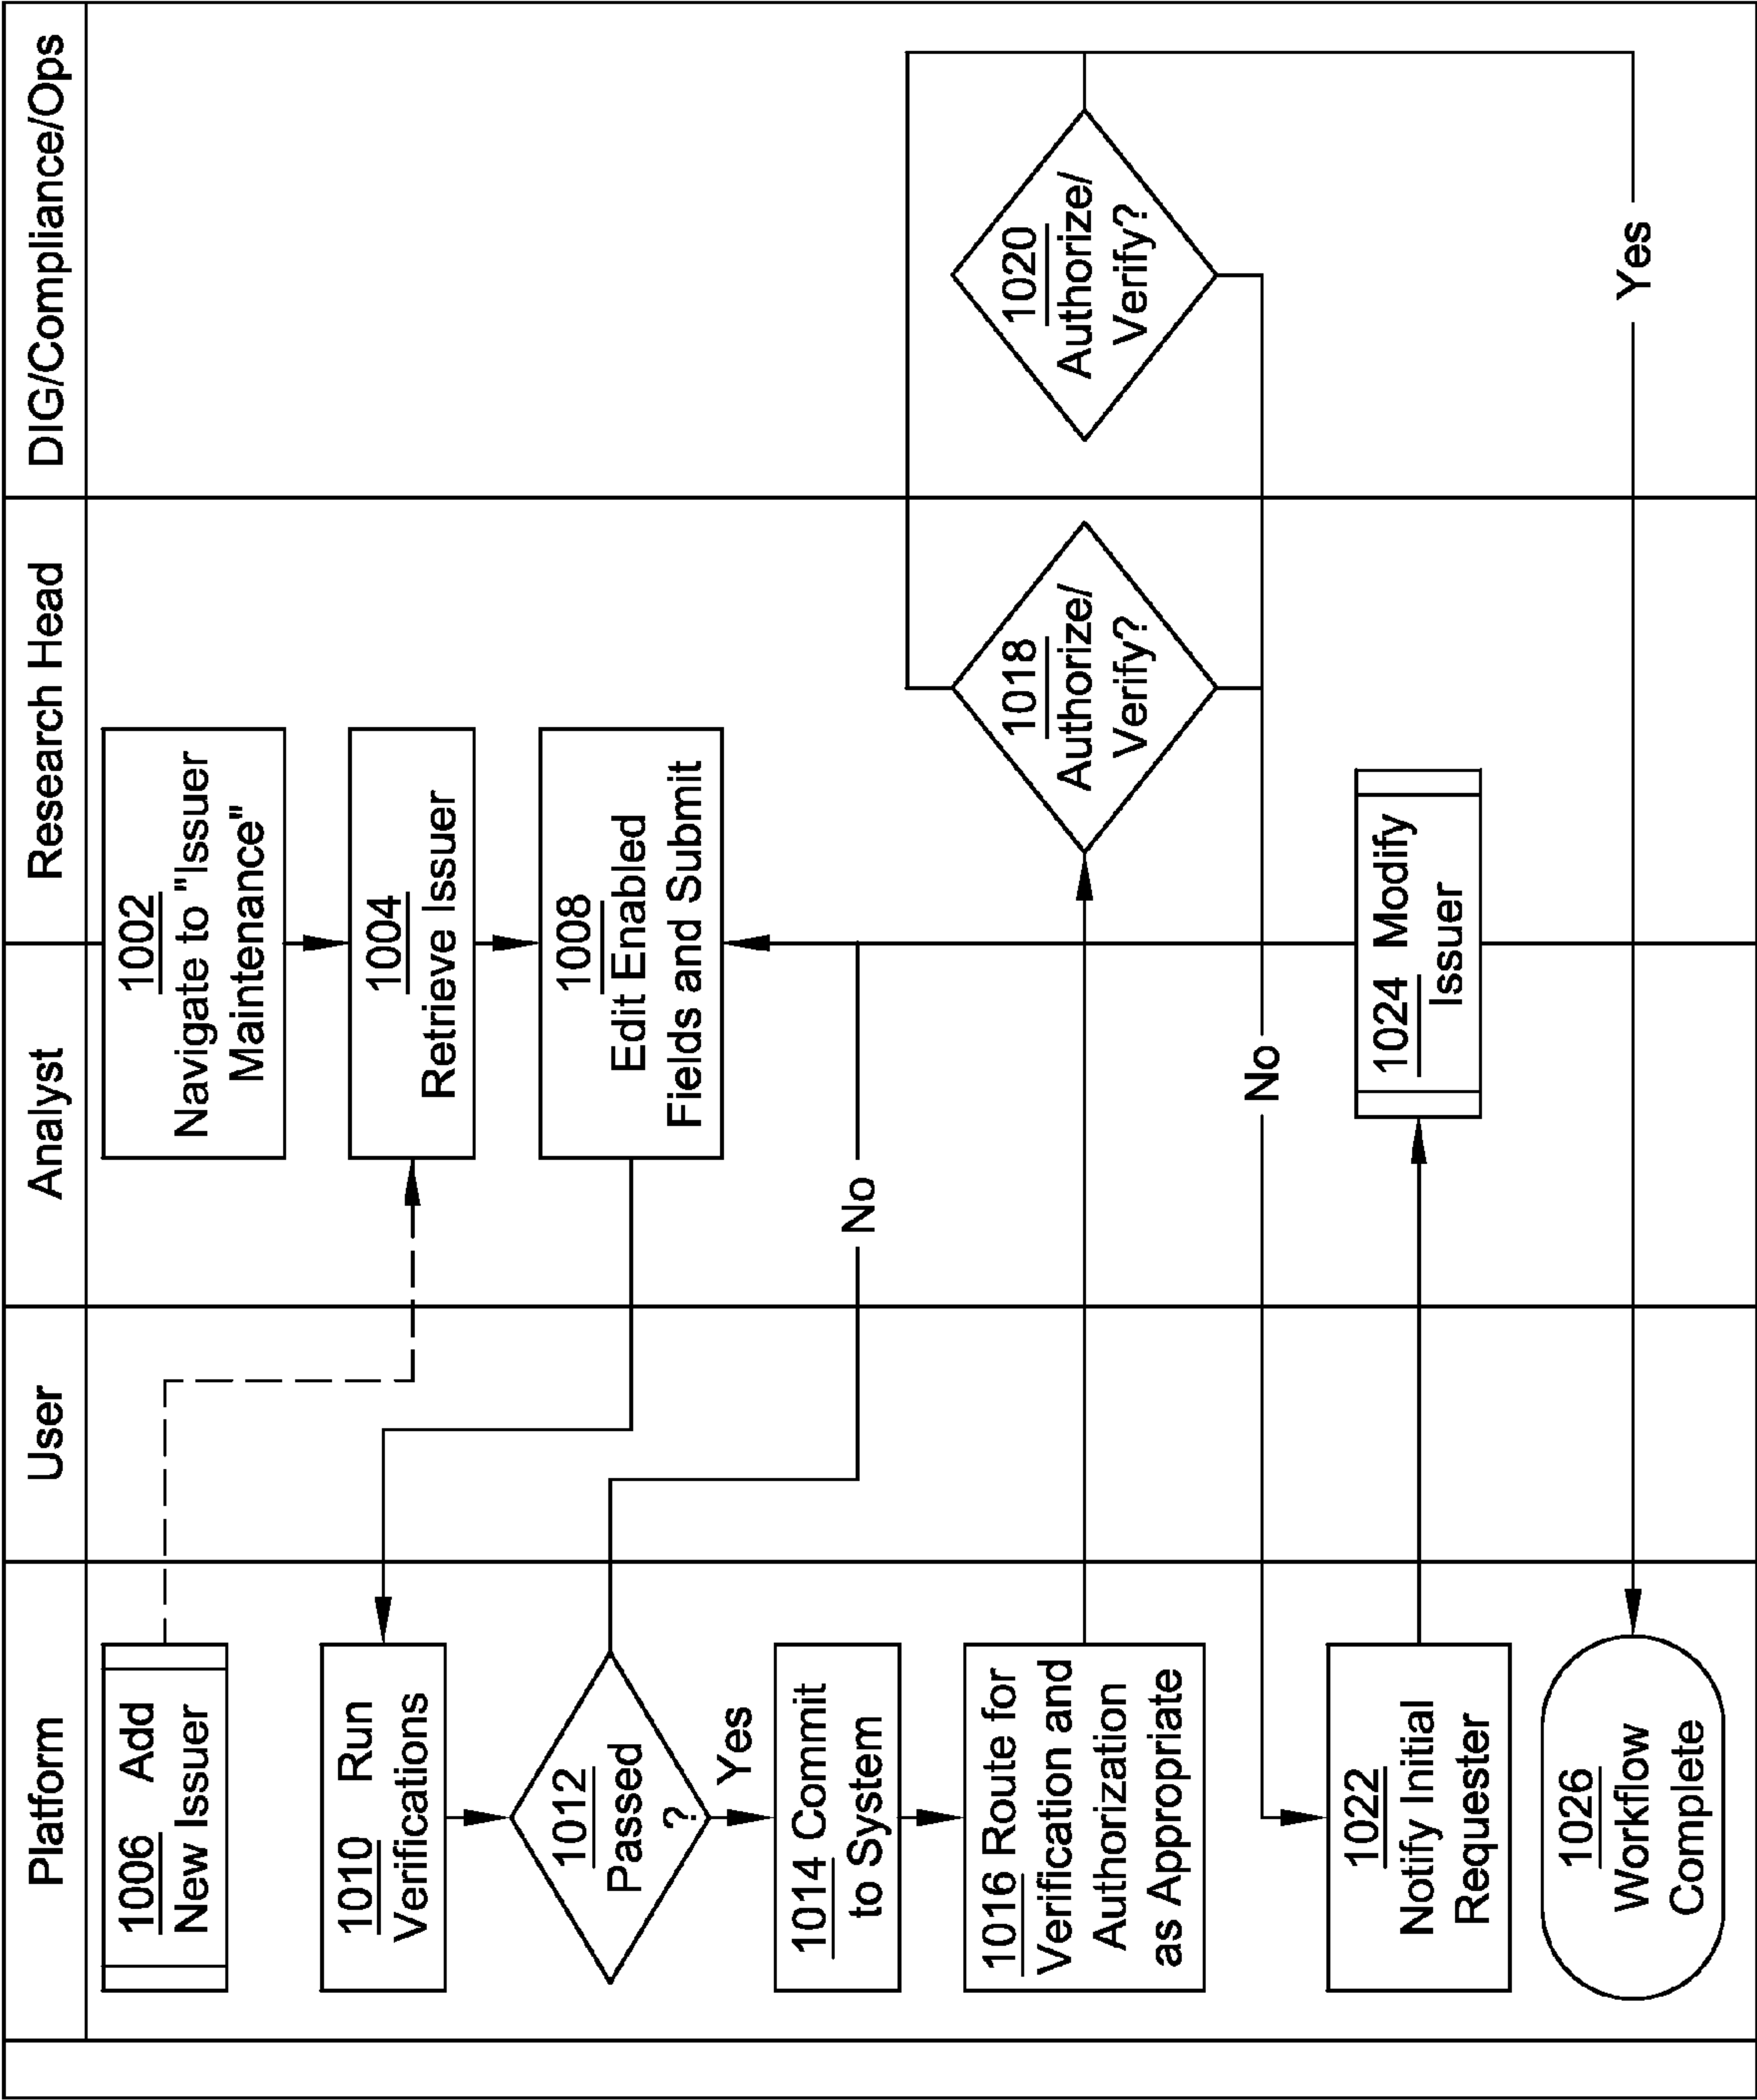 Platform
User
Analyst
Research Head
DIG/Compliance/Ops
1006 Add
New Issuer
1002
Navigate to "Issuer
Maintenance"
1004
Retrieve Issuer
1008
Edit Enabled
Fields and Submit
1010 Run
Verifications
1012
Passed
?
Yes
No
1014 Commit
to System
1016 Route for
Verification and
Authorization
as Appropriate
1018
Authorize/
Verify?
1020
Authorize/
Verify?
No
1022
Notify Initial
Requester
1024 Modify
Issuer
1026
Workflow
Complete
Yes